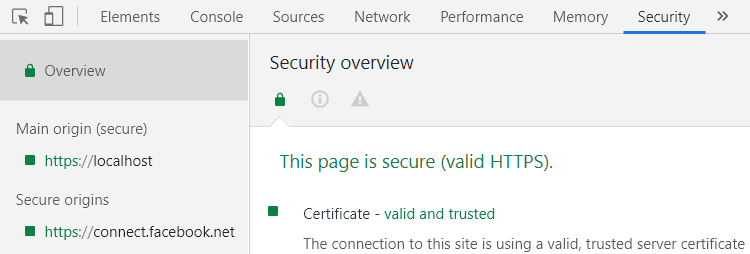 Elements Console Sources Network Performance Memory Security »
Overview
Main origin (secure)
https://localhost
Secure origins
https://connect.facebook.net
Security overview
This page is secure (valid HTTPS).
Certificate - valid and trusted
The connection to this site is using a valid, trusted server certificate